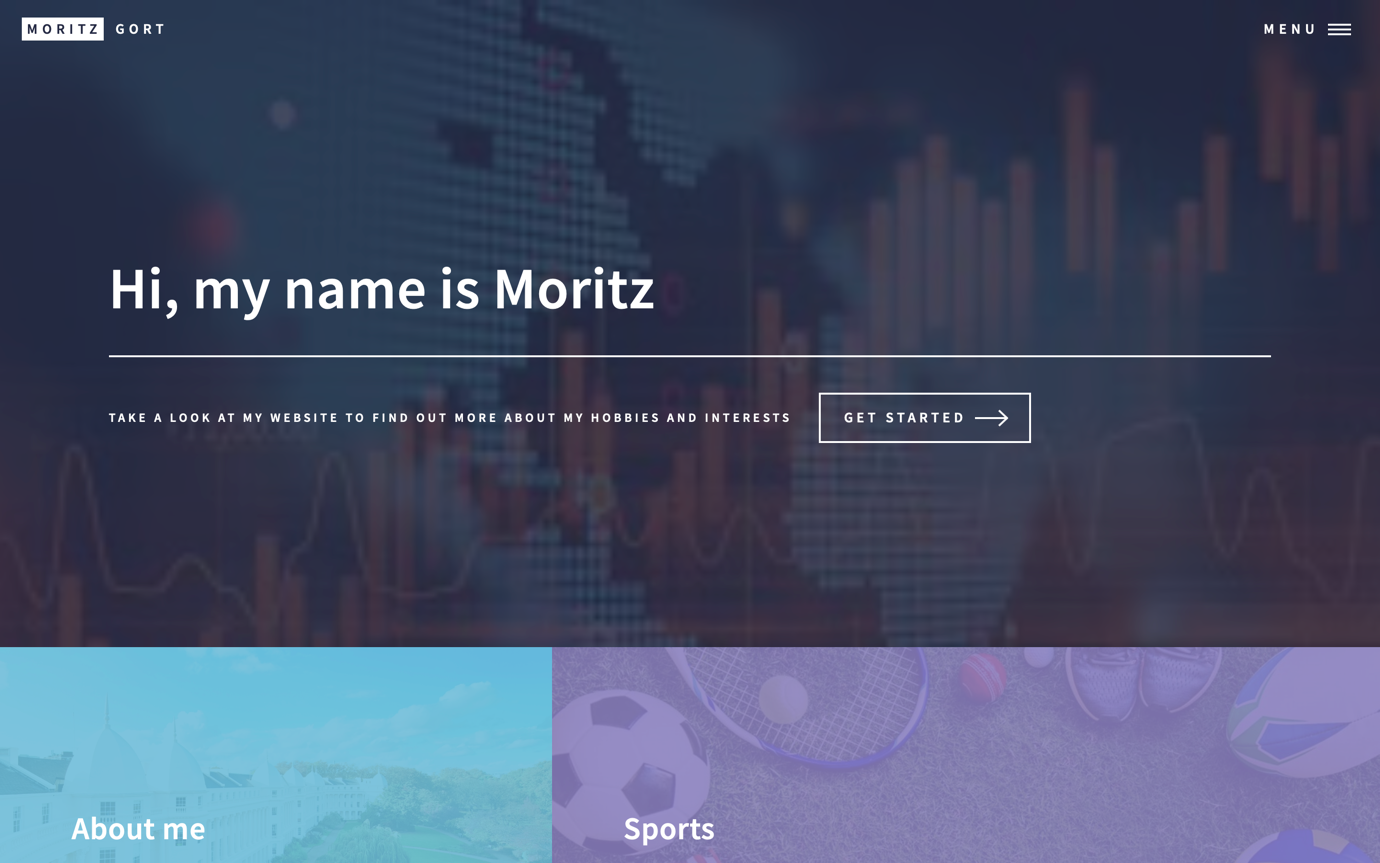 MORITZ GORT
MENU
Hi, my name is Moritz
TAKE A LOOK AT MY WEBSITE TO FIND OUT MORE ABOUT MY HOBBIES AND INTERESTS
GET STARTED
About me
Sports